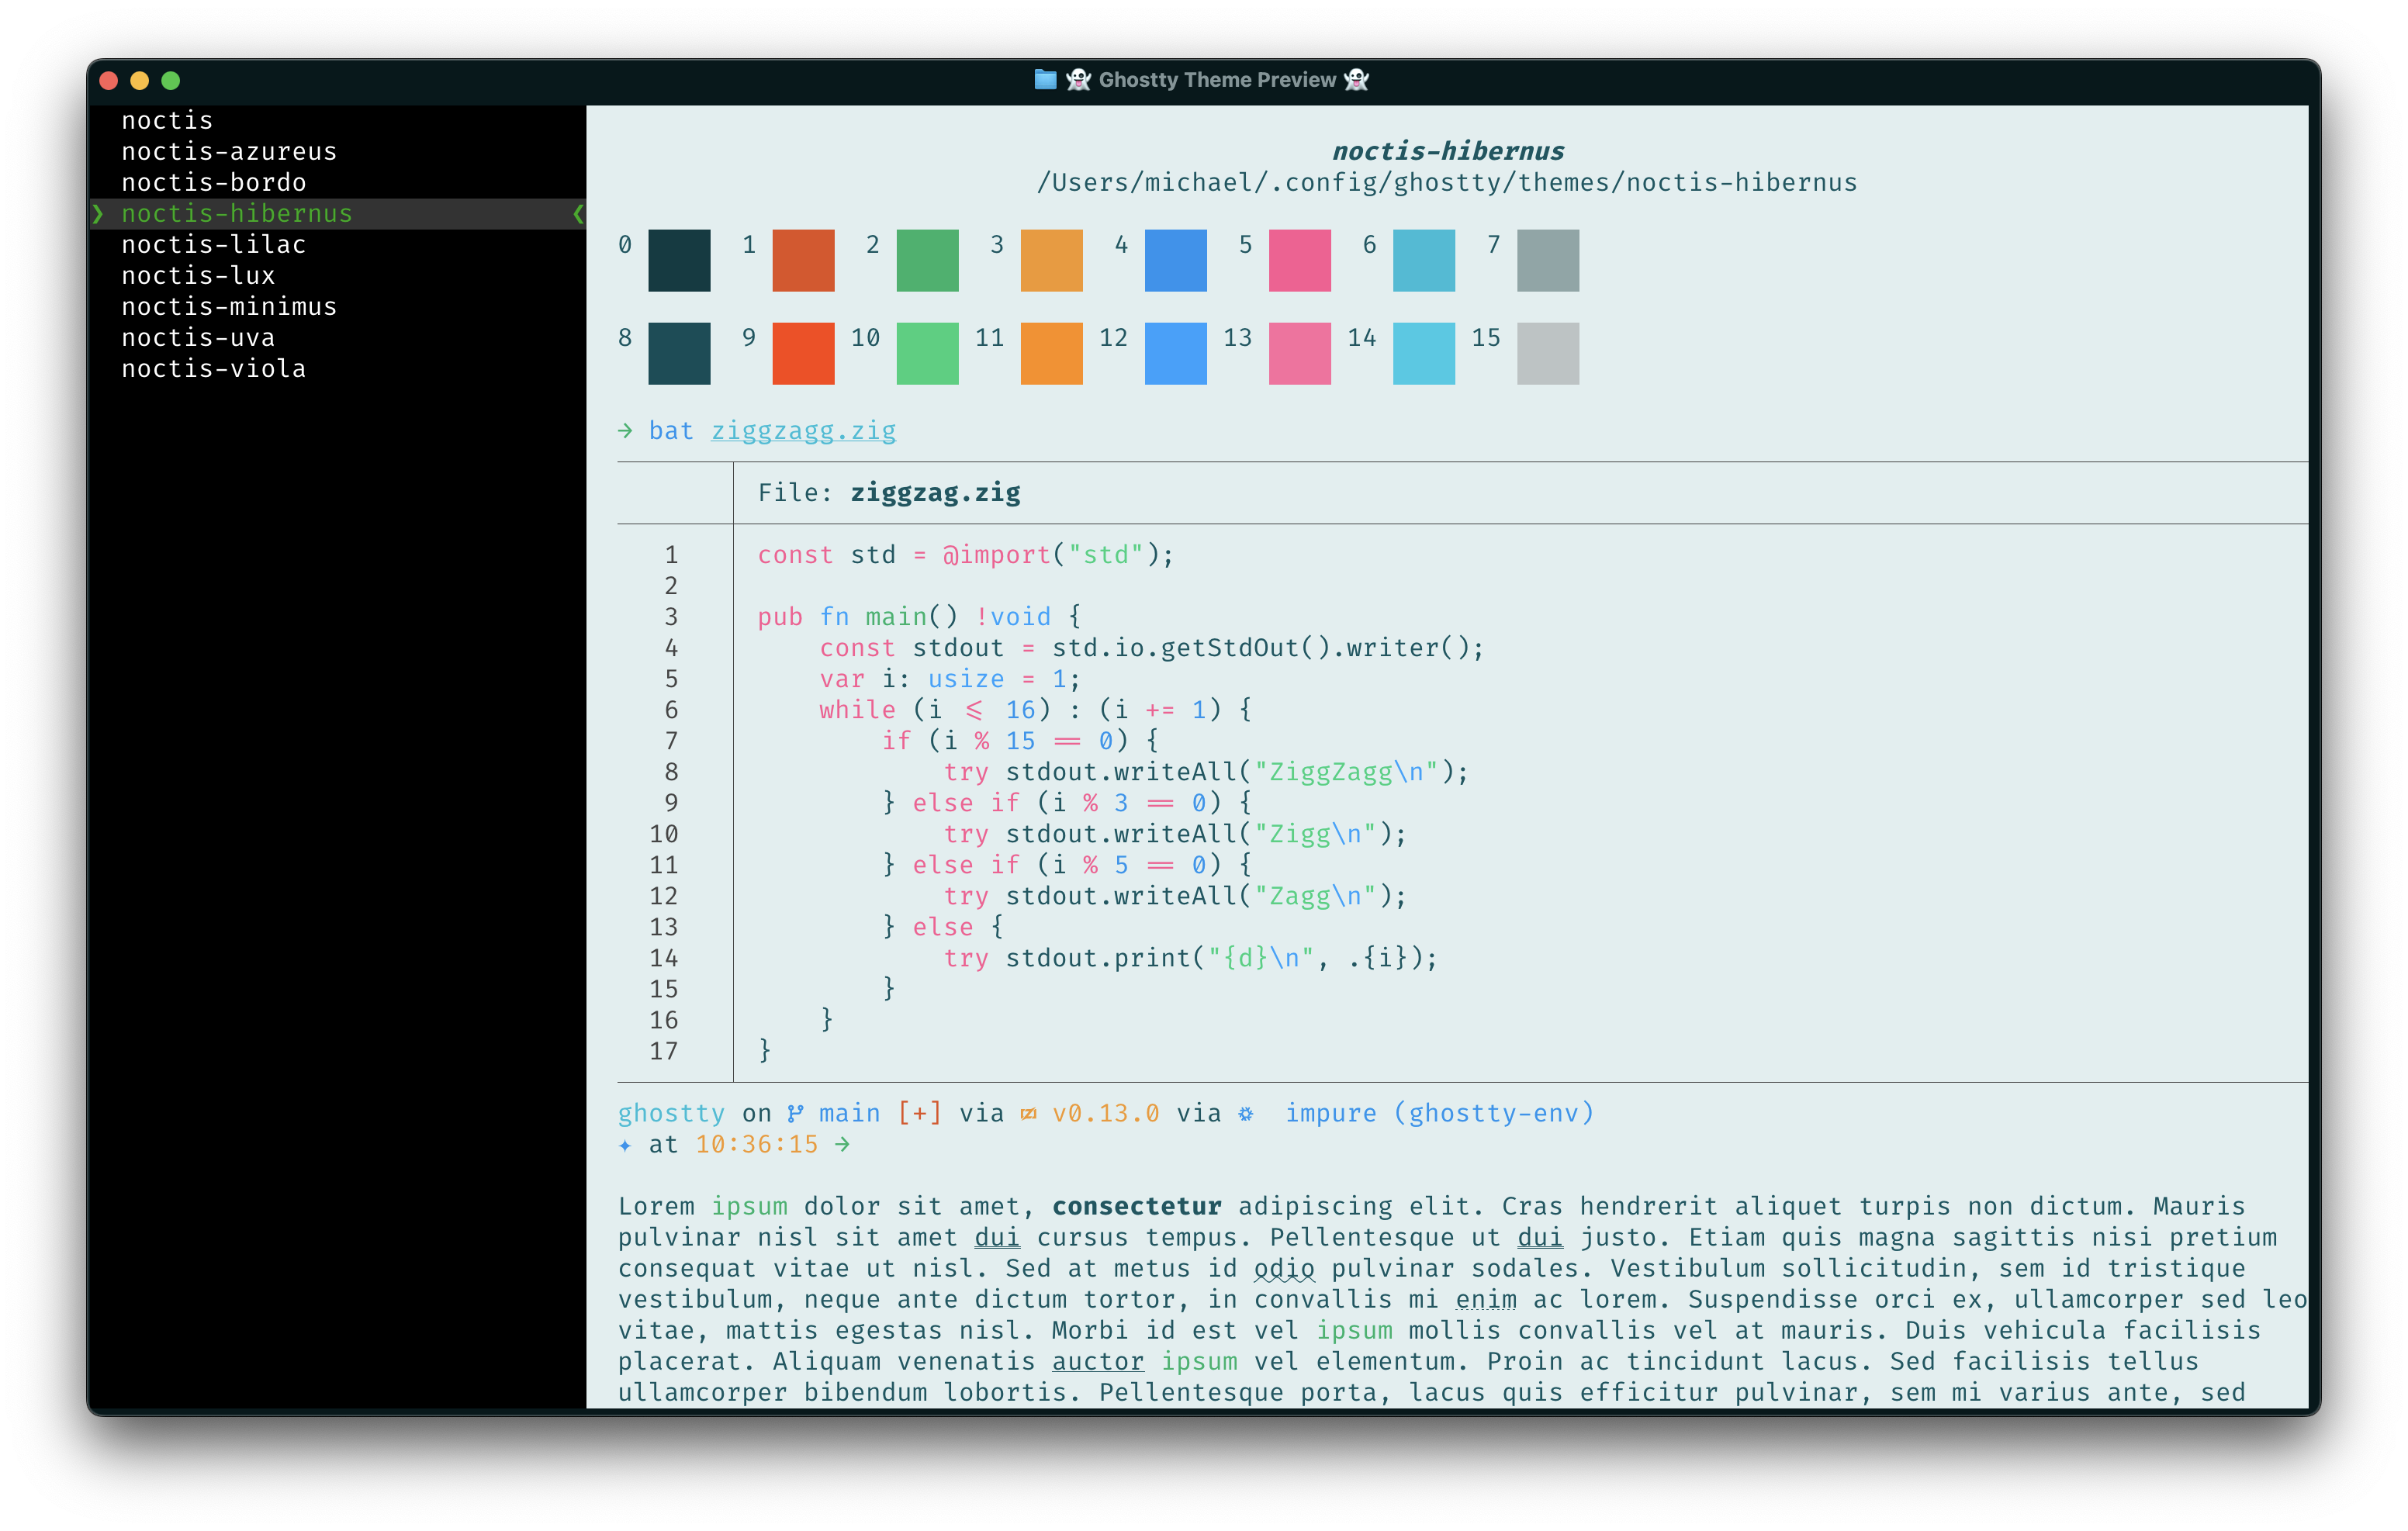 👻 Ghostty Theme Preview 👻
noctis
noctis-azureus
noctis-bordo
❯ noctis-hibernus ❮
noctis-lilac
noctis-lux
noctis-minimus
noctis-uva
noctis-viola
noctis-hibernus
/Users/michael/.config/ghostty/themes/noctis-hibernus
0 1 2 3 4 5 6 7
8 9 10 11 12 13 14 15
→ bat ziggzagg.zig
File: ziggzag.zig
1 const std = @import("std");
2
3 pub fn main() !void {
4     const stdout = std.io.getStdOut().writer();
5     var i: usize = 1;
6     while (i <= 16) : (i += 1) {
7         if (i % 15 == 0) {
8             try stdout.writeAll("ZiggZagg\n");
9         } else if (i % 3 == 0) {
10             try stdout.writeAll("Zigg\n");
11         } else if (i % 5 == 0) {
12             try stdout.writeAll("Zagg\n");
13         } else {
14             try stdout.print("{d}\n", .{i});
15         }
16     }
17 }
ghostty on main [+] via v0.13.0 via impure (ghostty-env)
✦ at 10:36:15 →
Lorem ipsum dolor sit amet, consectetur adipiscing elit. Cras hendrerit aliquet turpis non dictum. Mauris
pulvinar nisl sit amet dui cursus tempus. Pellentesque ut dui justo. Etiam quis magna sagittis nisi pretium
consequat vitae ut nisl. Sed at metus id odio pulvinar sodales. Vestibulum sollicitudin, sem id tristique
vestibulum, neque ante dictum tortor, in convallis mi enim ac lorem. Suspendisse orci ex, ullamcorper sed leo
vitae, mattis egestas nisl. Morbi id est vel ipsum mollis convallis vel at mauris. Duis vehicula facilisis
placerat. Aliquam venenatis auctor ipsum vel elementum. Proin ac tincidunt lacus. Sed facilisis tellus
ullamcorper bibendum lobortis. Pellentesque porta, lacus quis efficitur pulvinar, sem mi varius ante, sed